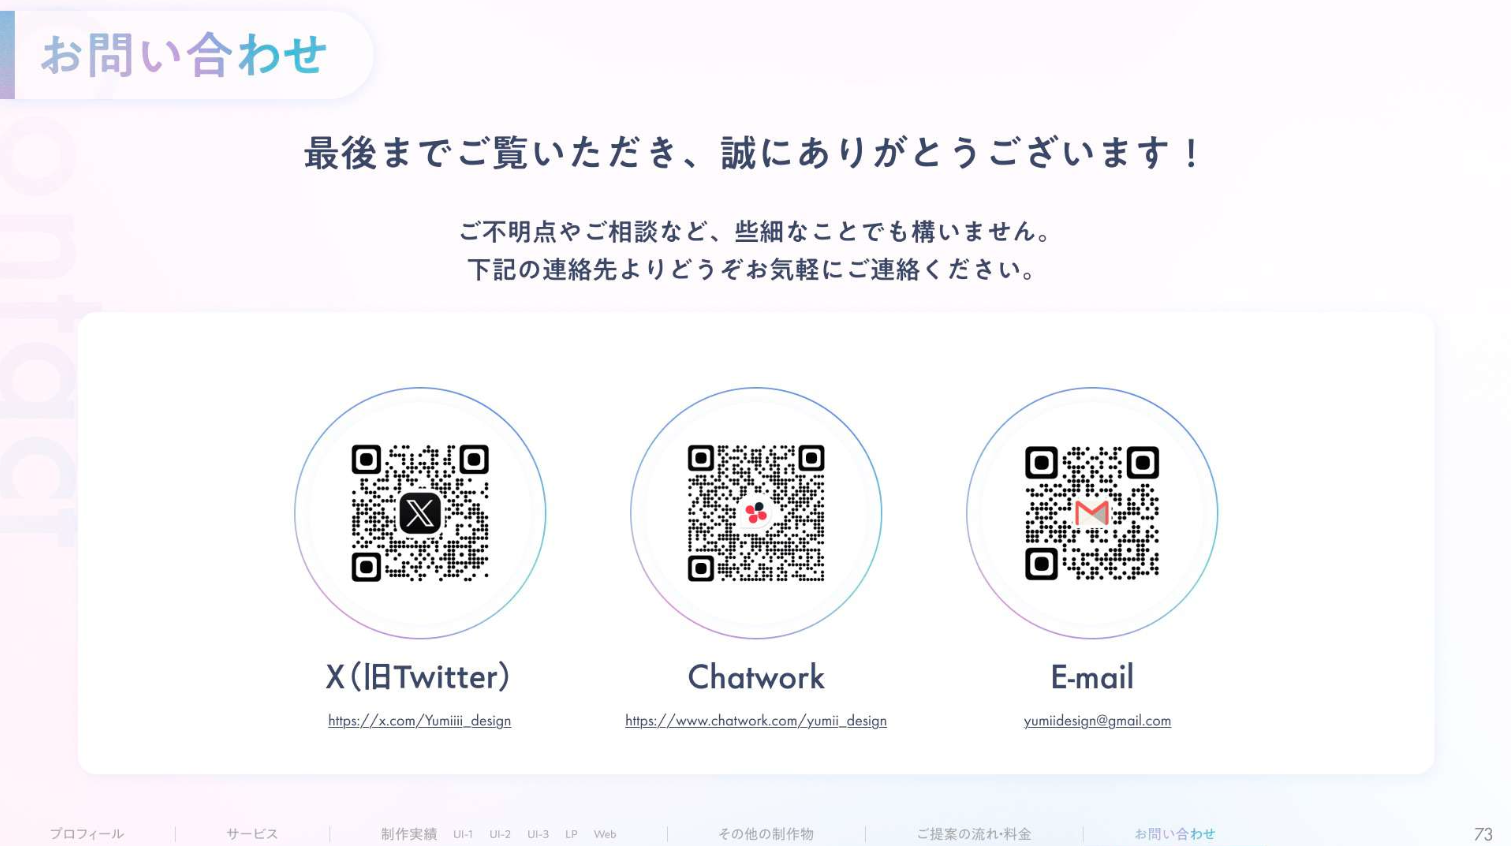 お問い合わせ
Contact
最後までご覧いただき、誠にありがとうございます！
ご不明点やご相談など、些細なことでも構いません。
下記の連絡先よりどうぞお気軽にご連絡ください。
X（旧Twitter）
https://x.com/Yumiiii_design
Chatwork
https://www.chatwork.com/yumii_design
E-mail
yumiidesign@gmail.com
プロフィール サービス 制作実績 UI-1 UI-2 UI-3 LP Web その他の制作物 ご提案の流れ・料金 お問い合わせ 73